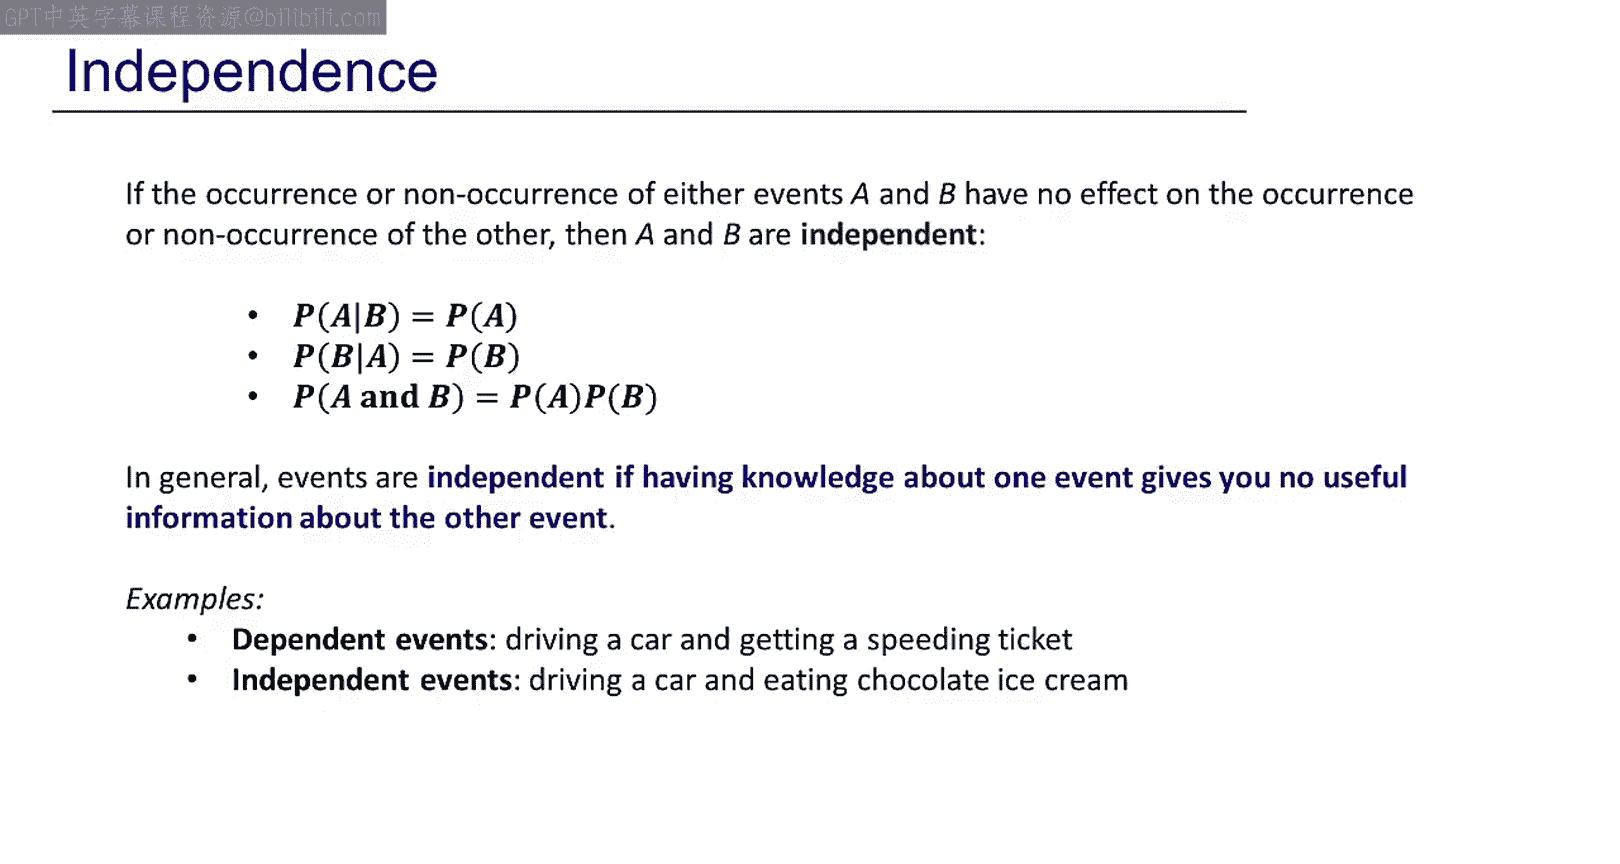 GPT中英字幕课程资源@bilibili.com
Independence
If the occurrence or non-occurrence of either events A and B have no effect on the occurrence
or non-occurrence of the other, then A and B are independent:
• P(A|B) = P(A)
• P(B|A) = P(B)
• P(A and B) = P(A)P(B)
In general, events are independent if having knowledge about one event gives you no useful
information about the other event.
Examples:
• Dependent events: driving a car and getting a speeding ticket
• Independent events: driving a car and eating chocolate ice cream